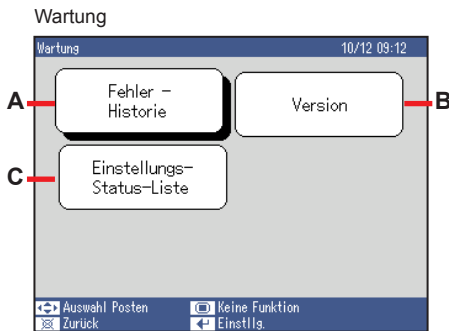 Wartung
Wartung 10/12 09:12
A
Fehler -
Historie
Version
B
C
Einstellungs-
Status-Liste
Auswahl Posten Keine Funktion
Zurück Einstllg.